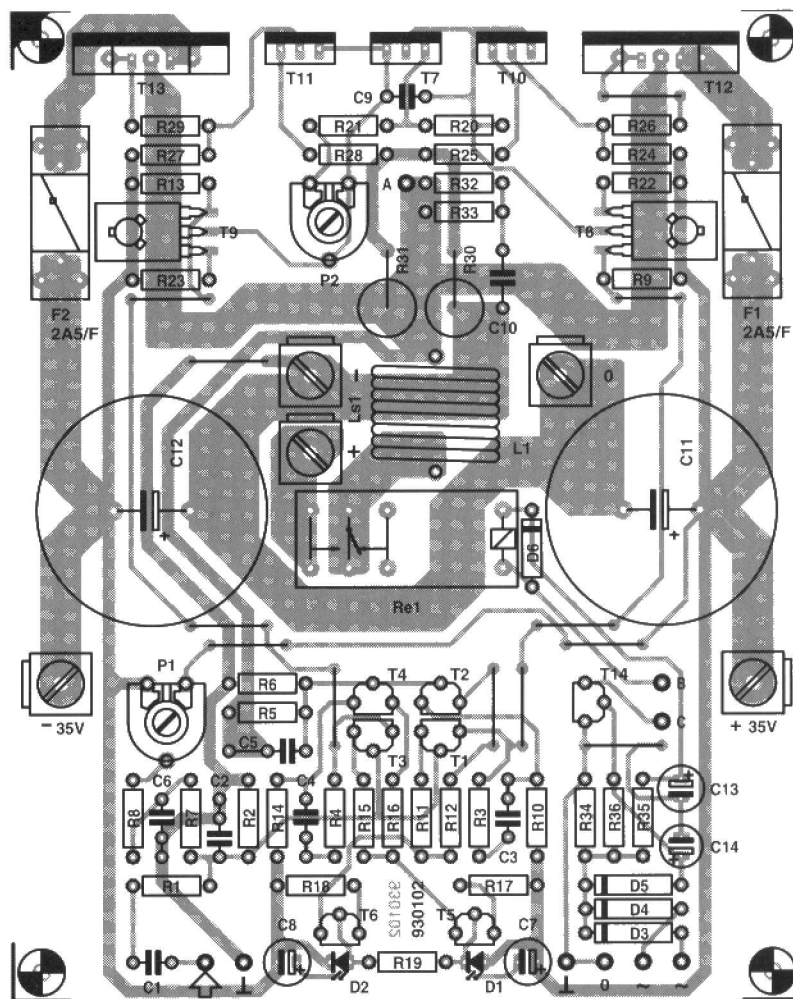 T13
T11
T7
T10
T12
C9
R29
R21
R20
R26
R27
R28
R25
R24
R13
A
R32
R22
R33
T9
T8
P2
R31
R30
R23
R9
F2
2A5/F
C10
F1
2A5/F
−
0
Ls1
+
L1
C12
C11
+
+
D6
Re1
P1
R6
T4
T2
T14
B
R5
C
− 35V
+ 35V
C5
T3
T1
C6
C2
C4
C13
R8
R7
R2
R14
R4
R15
R16
R11
R12
R3
R10
R34
R36
R35
C3
C14
R1
R18
R17
D5
T6
930102
930102
T5
D4
C8
C7
D3
R19
C1
⊥
D2
D1
⊥
0
~
~